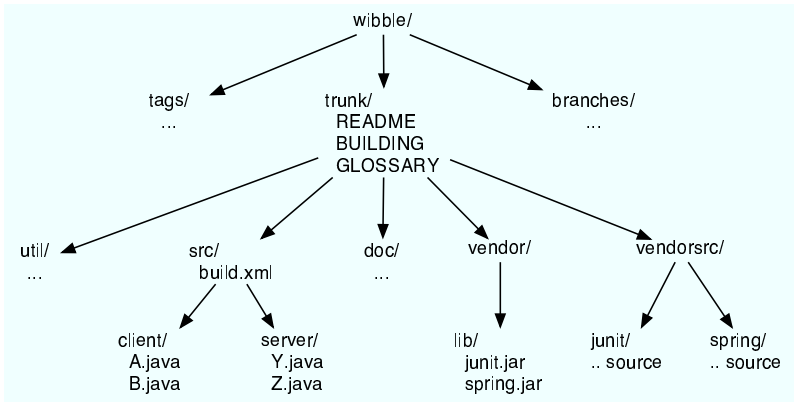 wibble/
tags/
...
trunk/
README
BUILDING
GLOSSARY
branches/
...
util/
...
src/
build.xml
doc/
...
vendor/
vendorsrc/
client/
A.java
B.java
server/
Y.java
Z.java
lib/
junit.jar
spring.jar
junit/
.. source
spring/
.. source